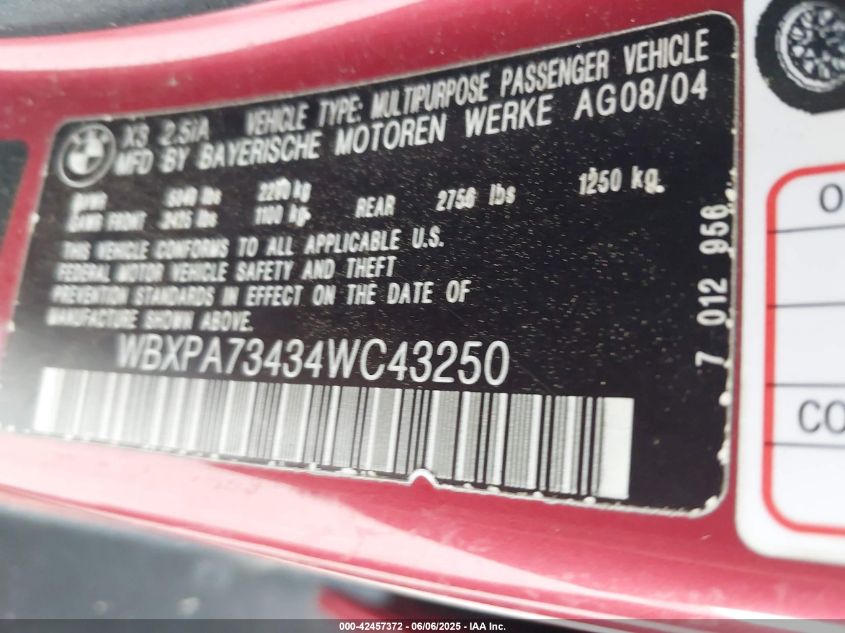 BMW
X3 2.5iA VEHICLE TYPE: MULTIPURPOSE PASSENGER VEHICLE
MFD BY BAYERISCHE MOTOREN WERKE AG08/04
lbs kg
FRONT lbs 1100 kg REAR 2756 lbs 1250 kg
THIS VEHICLE CONFORMS TO ALL APPLICABLE U.S.
FEDERAL MOTOR VEHICLE SAFETY AND THEFT
PREVENTION STANDARDS IN EFFECT ON THE DATE OF
MANUFACTURE SHOWN ABOVE.
WBXPA73434WC43250
7 012 956
O
CO
000-42457372 - 06/06/2025 - IAA Inc.